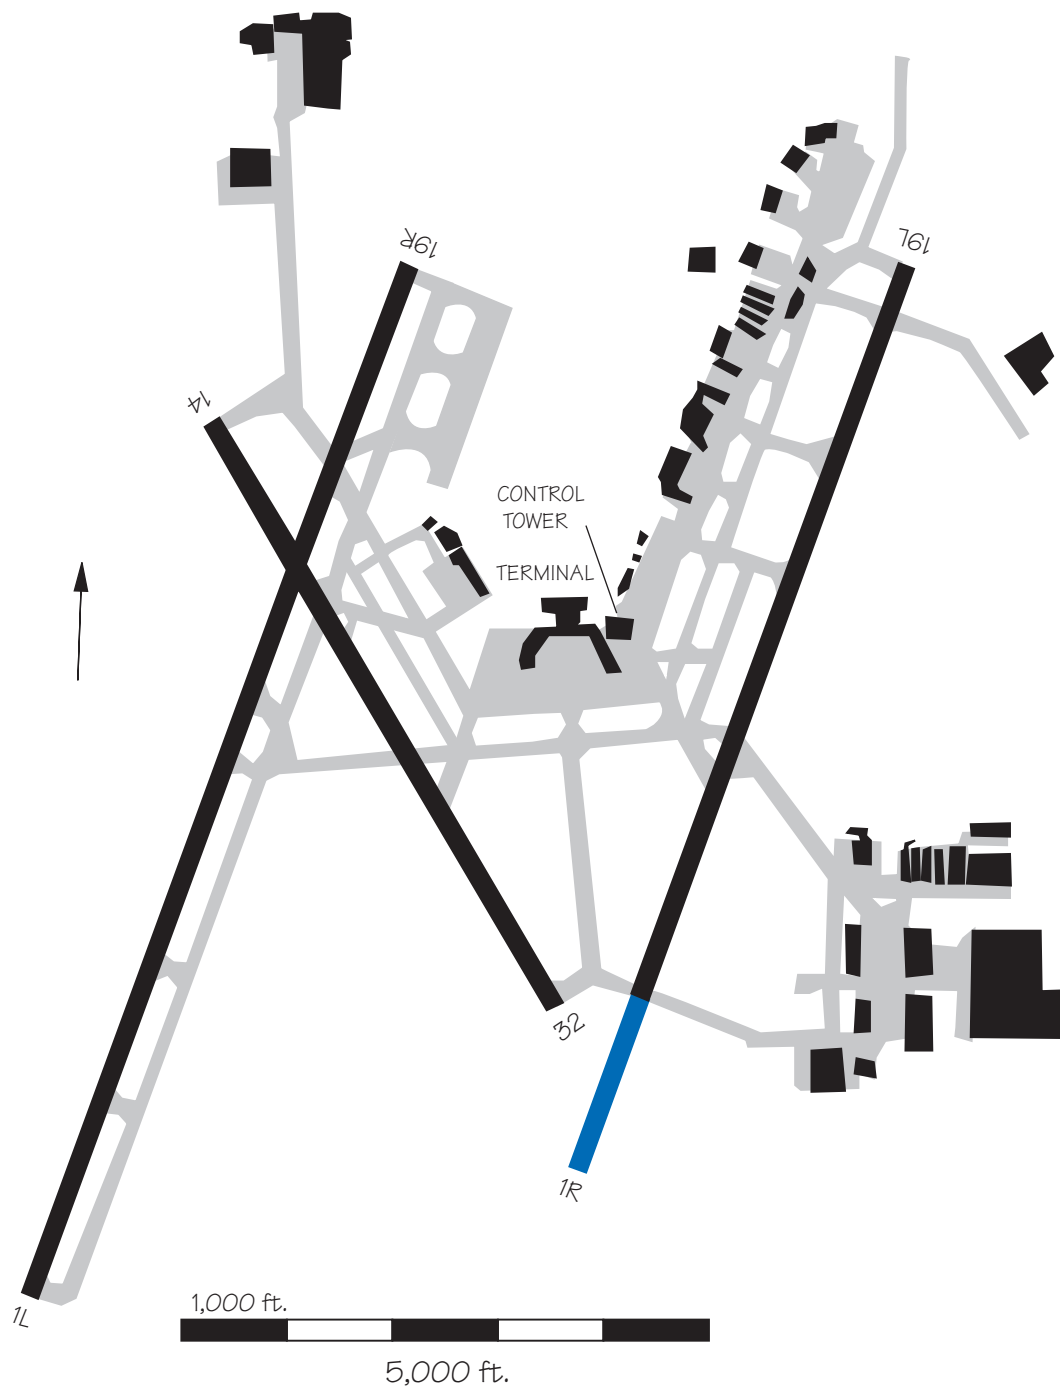 19R
19L
14
CONTROL
TOWER
TERMINAL
32
1R
1,000 ft.
1L
5,000 ft.